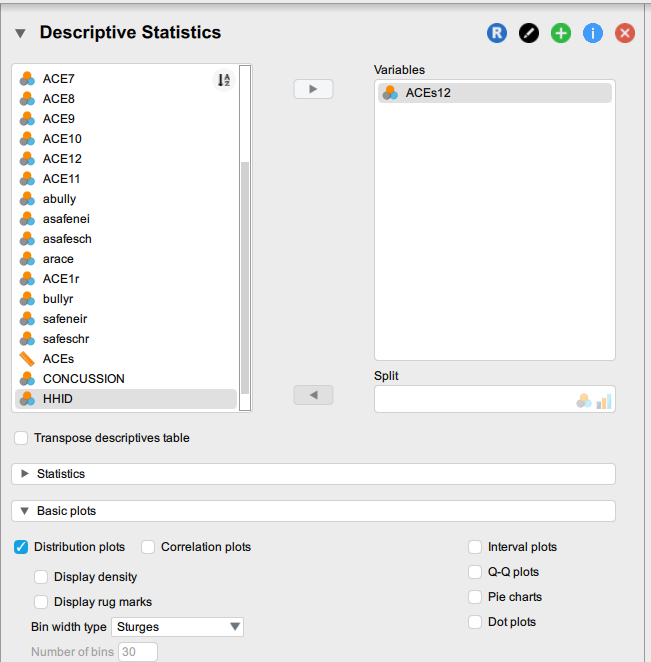 Descriptive Statistics
R
i
ACE7
ACE8
ACE9
ACE10
ACE12
ACE11
abully
asafenei
asafesch
arace
ACE1r
bullyr
safeneir
safeschr
ACEs
CONCUSSION
HHID
AZ
Variables
ACEs12
Split
Transpose descriptives table
Statistics
Basic plots
Distribution plots
Correlation plots
Display density
Display rug marks
Bin width type Sturges
Number of bins 30
Interval plots
Q-Q plots
Pie charts
Dot plots